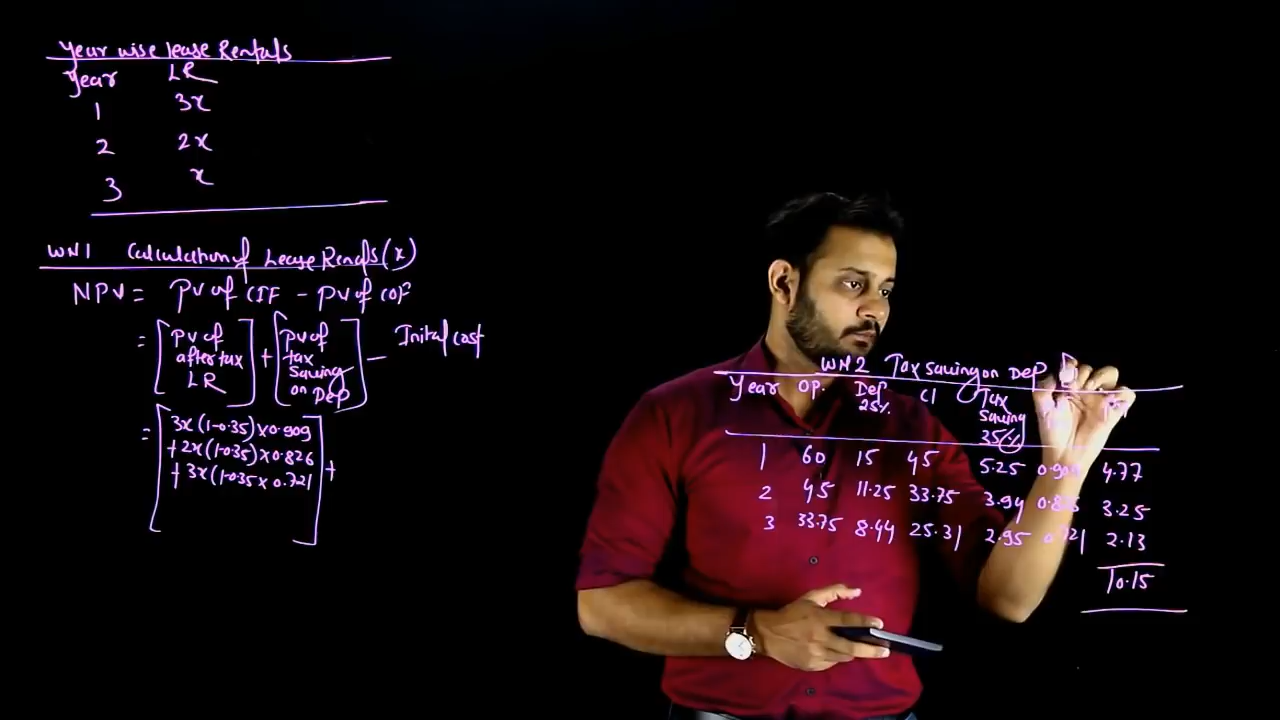 Year wise lease Rentals
Year LR
1 3x
2 2x
3 x
WN1 Calculation of Lease Rentals (x)
NPV = PV of CIF - PV of COF
= [PV of after tax LR] + [PV of tax Saving on Dep] - Inital cost
= [3x (1-0.35) x 0.909
+ 2x (1-0.35) x 0.826
+ 3x (1-0.35 x 0.721] +
WN2 Tax saving on Dep
Year OP. Dep 25% Cl Tax Saving 35%
1 60 15 45 5.25 4.77
2 45 11.25 33.75 3.94 3.25
3 33.75 8.44 25.31 2.95 2.13
10.15